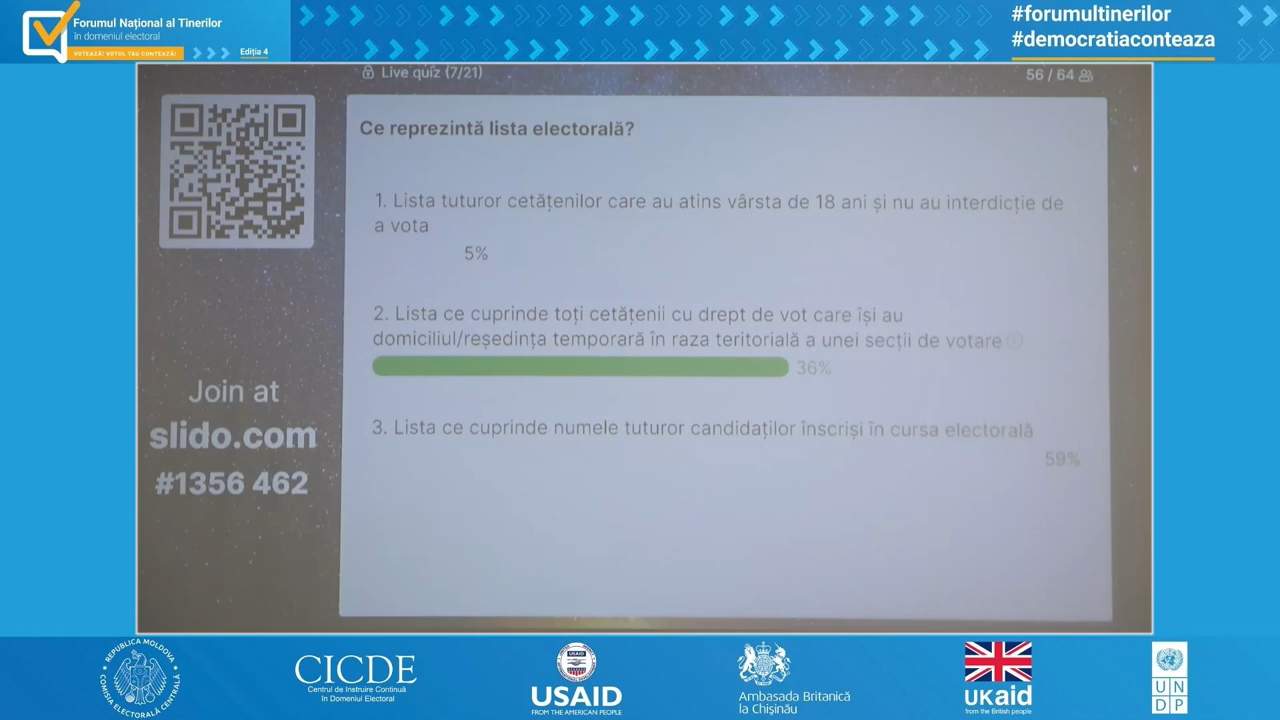 Forumul Național al Tinerilor
în domeniul electoral
VOTEAZĂ! VOTUL TĂU CONTEAZĂ!
Ediția 4
#forumultinerilor
#democratiaconteaza
Live quiz (7/21)
56 / 64
Ce reprezintă lista electorală?
1. Lista tuturor cetățenilor care au atins vârsta de 18 ani și nu au interdicție de
a vota
5%
2. Lista ce cuprinde toți cetățenii cu drept de vot care își au
domiciliul/reședința temporară în raza teritorială a unei secții de votare
36%
3. Lista ce cuprinde numele tuturor candidaților înscriși în cursa electorală
59%
Join at
slido.com
#1356 462
REPUBLICA MOLDOVA
COMISIA ELECTORALĂ CENTRALĂ
CICDE
Centrul de Instruire Continuă
în Domeniul Electoral
USAID
USAID
FROM THE AMERICAN PEOPLE
Ambasada Britanică
la Chișinău
UKaid
from the British people
U N
D P